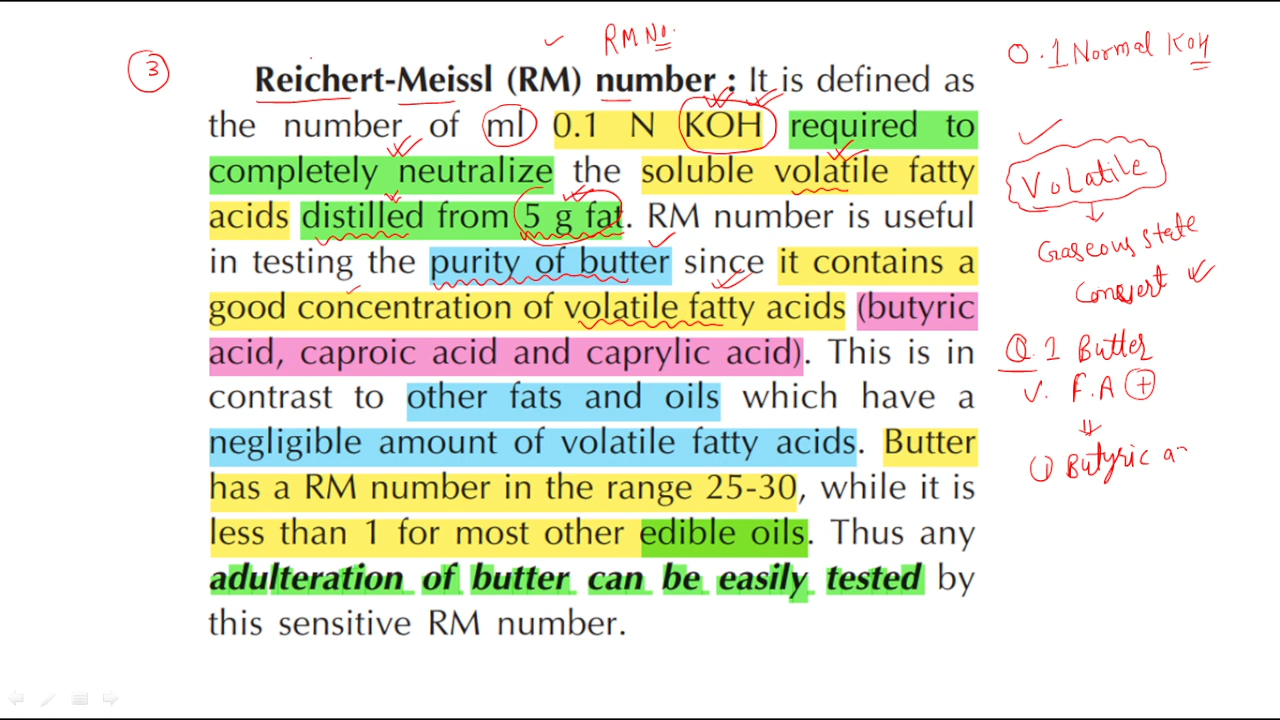 RM No.
3
Reichert-Meissl (RM) number : It is defined as
the number of ml 0.1 N KOH required to
completely neutralize the soluble volatile fatty
acids distilled from 5 g fat. RM number is useful
in testing the purity of butter since it contains a
good concentration of volatile fatty acids (butyric
acid, caproic acid and caprylic acid). This is in
contrast to other fats and oils which have a
negligible amount of volatile fatty acids. Butter
has a RM number in the range 25-30, while it is
less than 1 for most other edible oils. Thus any
adulteration of butter can be easily tested by
this sensitive RM number.
0.1 Normal KOH
Volatile
Gaseous state
Convert
Q.1 Butter
F.A +
1 Butyric a